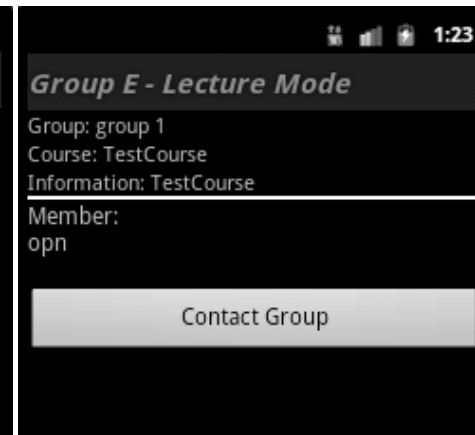 1:23
Group E - Lecture Mode
Group: group 1
Course: TestCourse
Information: TestCourse
Member:
opn
Contact Group